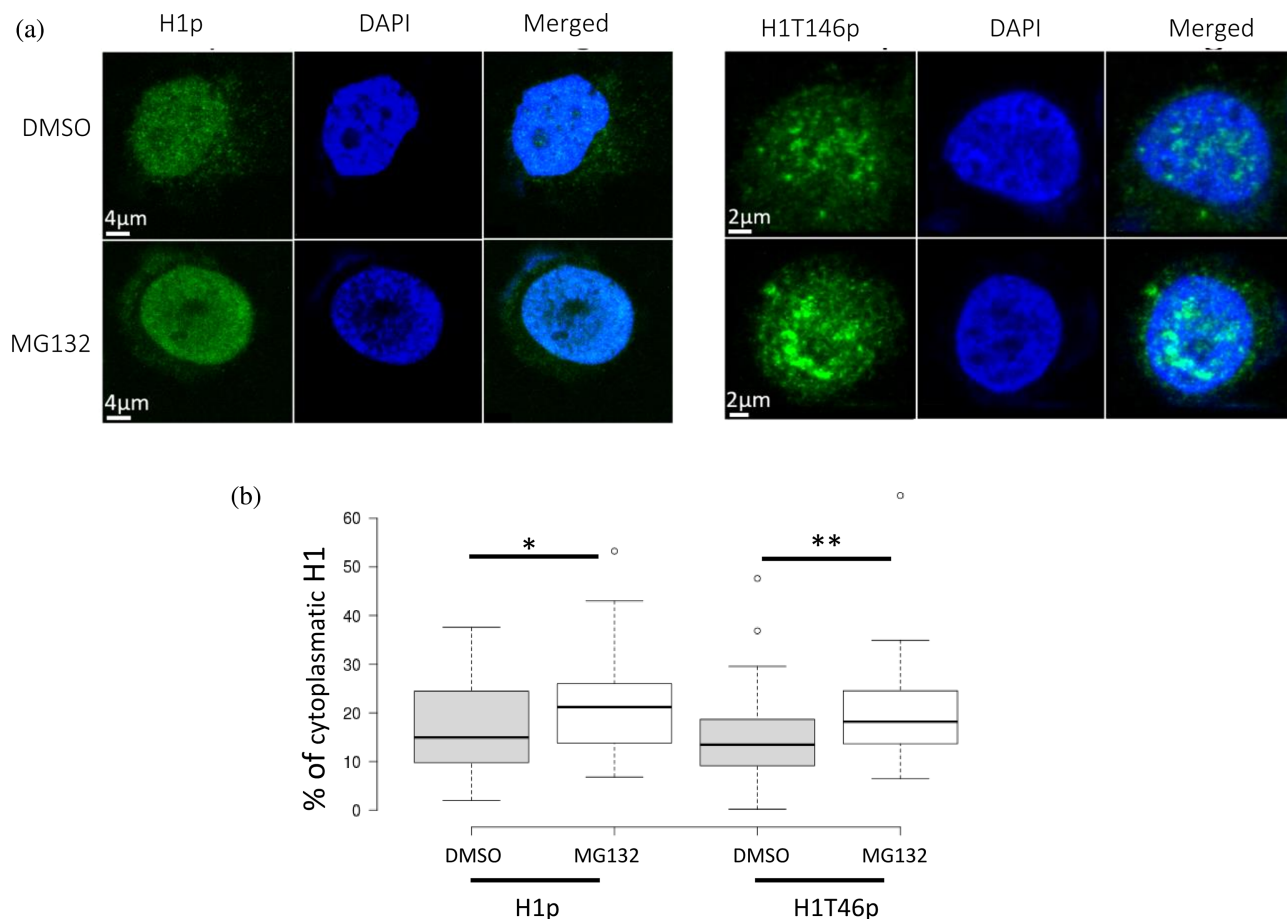 (a)
H1p DAPI Merged H1T146p DAPI Merged
DMSO
4μm 2μm
MG132
4μm 2μm
(b)
% of cytoplasmatic H1
60
50
40
30
20
10
0
* **
DMSO MG132 DMSO MG132
H1p H1T46p